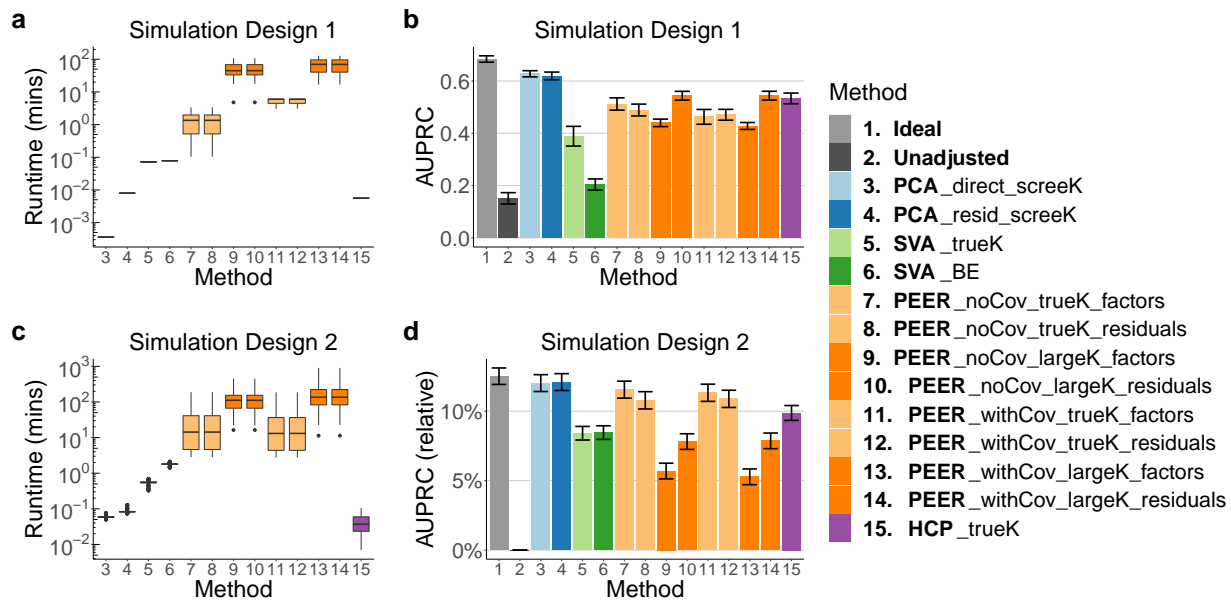 a
Simulation Design 1
Runtime (mins)
10^2
10^1
10^0
10^-1
10^-2
10^-3
3 4 5 6 7 8 9 10 11 12 13 14 15
Method
b
Simulation Design 1
AUPRC
0.6
0.4
0.2
0.0
1 2 3 4 5 6 7 8 9 10 11 12 13 14 15
Method
c
Simulation Design 2
Runtime (mins)
10^3
10^2
10^1
10^0
10^-1
10^-2
3 4 5 6 7 8 9 10 11 12 13 14 15
Method
d
Simulation Design 2
AUPRC (relative)
10%
5%
0%
1 2 3 4 5 6 7 8 9 10 11 12 13 14 15
Method
Method
1. Ideal
2. Unadjusted
3. PCA_direct_screeK
4. PCA_resid_screeK
5. SVA_trueK
6. SVA_BE
7. PEER_noCov_trueK_factors
8. PEER_noCov_trueK_residuals
9. PEER_noCov_largeK_factors
10. PEER_noCov_largeK_residuals
11. PEER_withCov_trueK_factors
12. PEER_withCov_trueK_residuals
13. PEER_withCov_largeK_factors
14. PEER_withCov_largeK_residuals
15. HCP_trueK